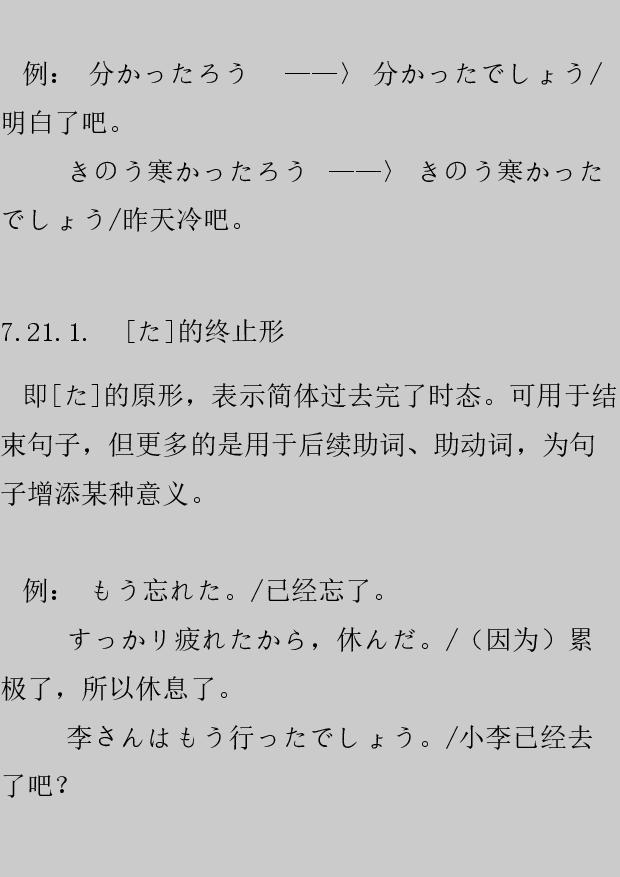 例： 分かったろう ——〉 分かったでしょう/
明白了吧。
きのう寒かったろう ——〉 きのう寒かった
でしょう/昨天冷吧。
7.21.1. [た]的终止形
即[た]的原形，表示简体过去完了时态。可用于结
束句子，但更多的是用于后续助词、助动词，为句
子增添某种意义。
例： もう忘れた。/已经忘了。
すっかリ疲れたから，休んだ。/（因为）累
极了，所以休息了。
李さんはもう行ったでしょう。/小李已经去
了吧？